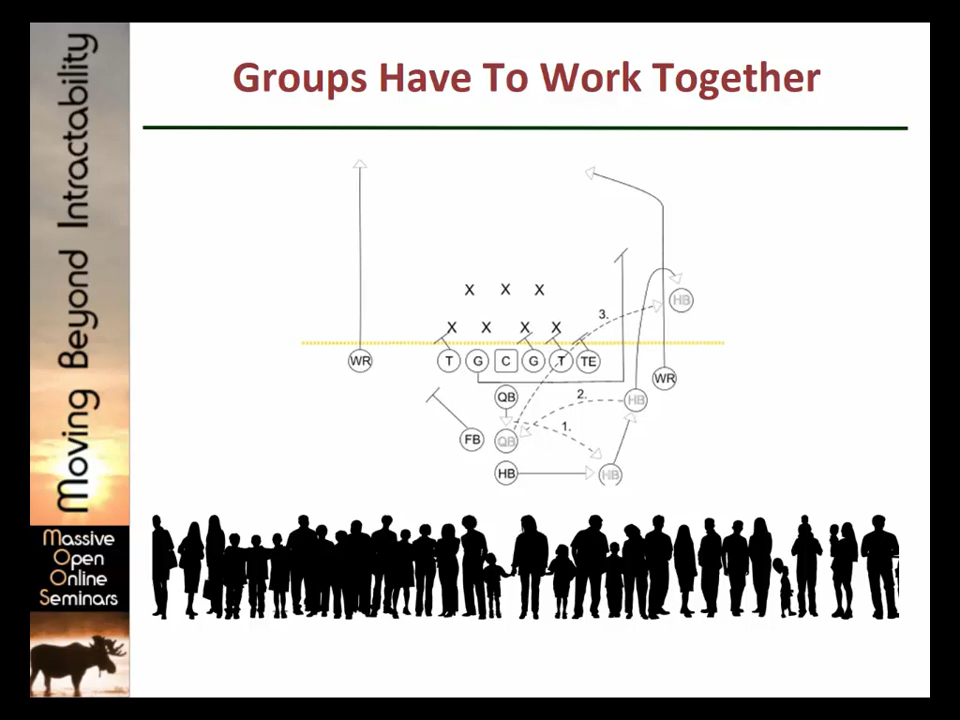 Groups Have To Work Together
Moving Beyond Intractability
Massive
Open
Online
Seminars
X X X
3.
HB
X X X X
WR T G C G T TE
WR
QB
2.
HB
1.
FB QB
HB HB